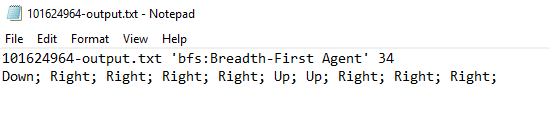 101624964-output.txt - Notepad
File Edit Format View Help
101624964-output.txt 'bfs:Breadth-First Agent' 34
Down; Right; Right; Right; Right; Up; Up; Right; Right; Right;